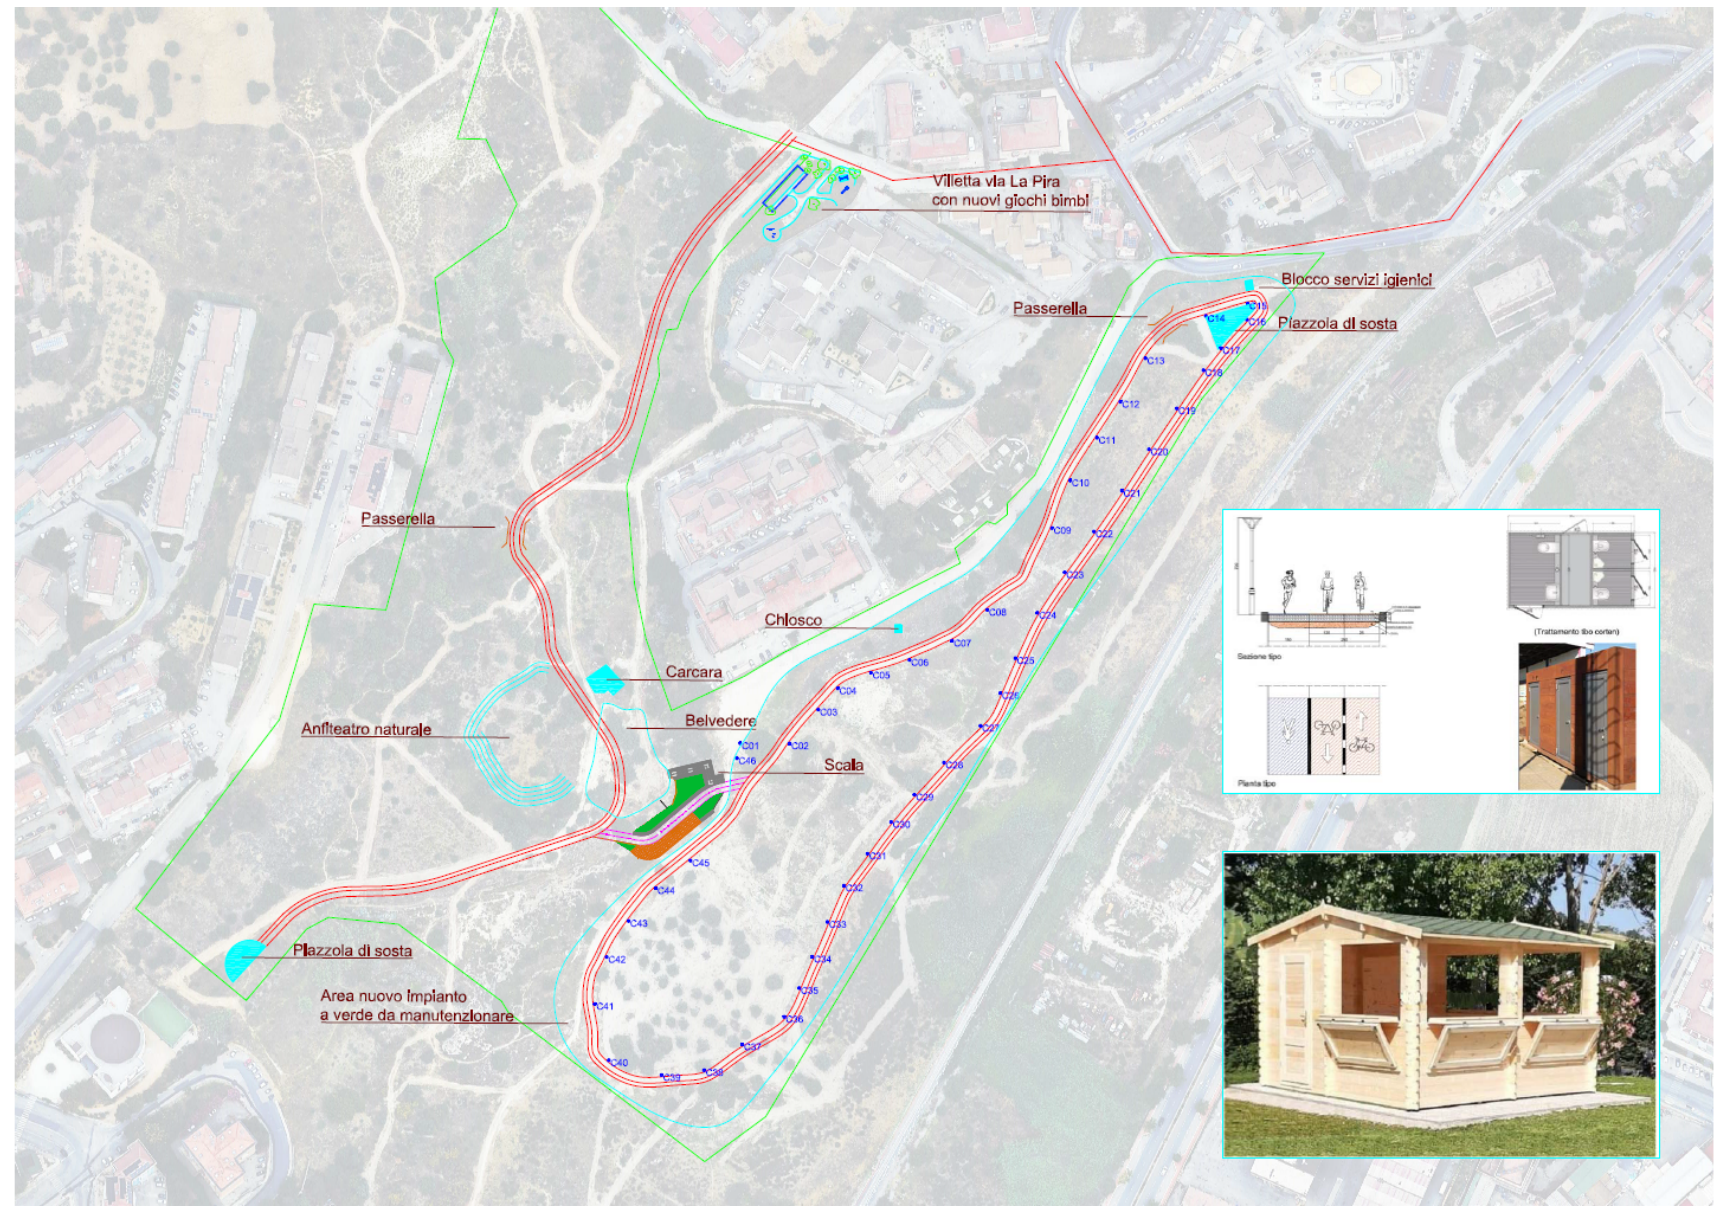 Villetta via La Pira
con nuovi giochi bimbi
Blocco servizi igienici
Passerella
Piazzola di sosta
C15
C14
C16
C17
C13
C18
C12
C19
C11
C20
C10
C21
Passerella
C09
C22
C23
C08
C24
Chiosco
C07
C06
C25
Carcara
C05
C04
C26
C03
Belvedere
Anfiteatro naturale
C27
C01
C02
C46
Scala
C28
C29
C30
C31
C45
C44
C32
C43
C33
Piazzola di sosta
C42
C34
Area nuovo impianto
a verde da manutenzionare
C35
C41
C36
C37
C40
C38
C39
(Trattamento tipo corten)
Sezione tipo
Pianta tipo